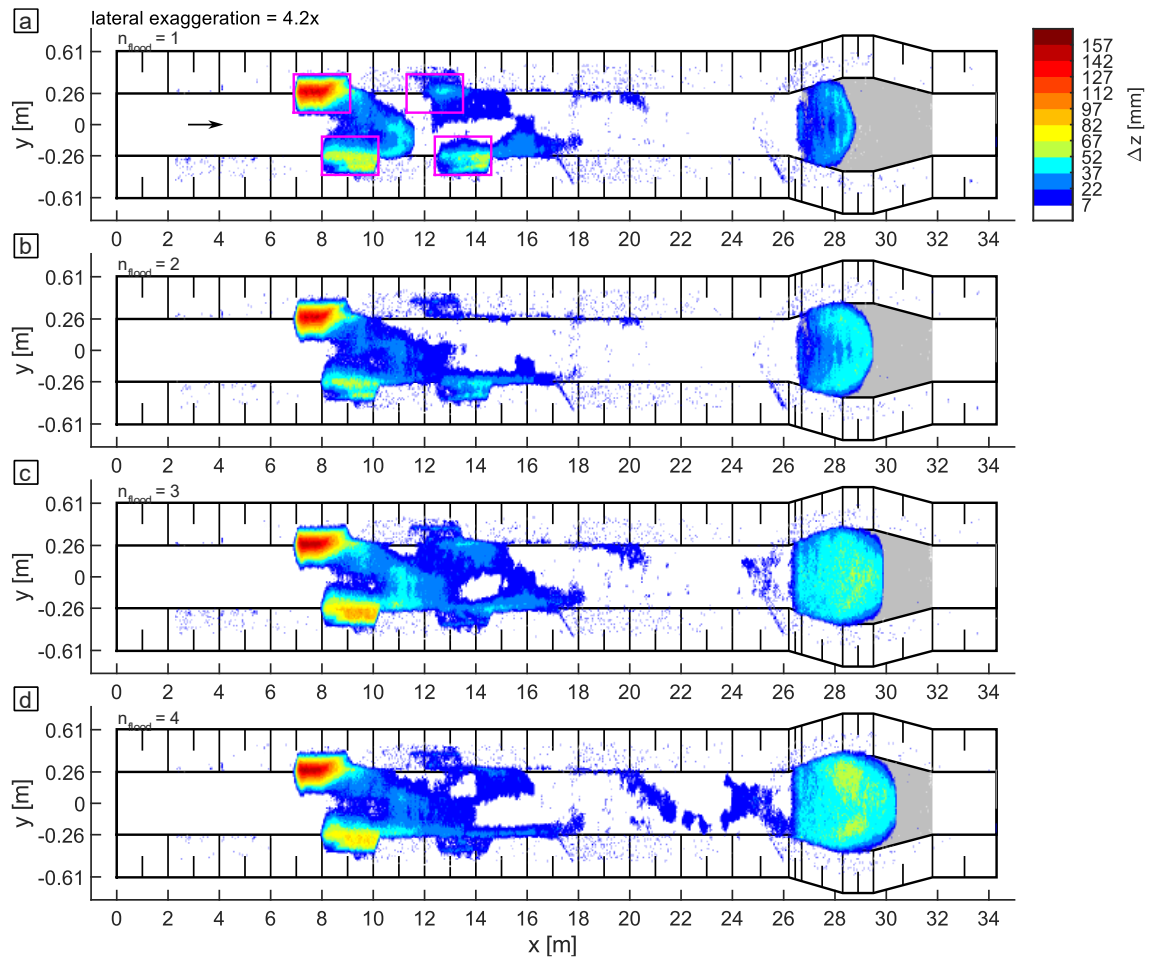 a
lateral exaggeration = 4.2x
n_flood = 1
0.61
0.26
0
-0.26
-0.61
y [m]
0 2 4 6 8 10 12 14 16 18 20 22 24 26 28 30 32 34
157
142
127
112
97
82
67
52
37
22
7
Δz [mm]
b
n_flood = 2
0.61
0.26
0
-0.26
-0.61
y [m]
0 2 4 6 8 10 12 14 16 18 20 22 24 26 28 30 32 34
c
n_flood = 3
0.61
0.26
0
-0.26
-0.61
y [m]
0 2 4 6 8 10 12 14 16 18 20 22 24 26 28 30 32 34
d
n_flood = 4
0.61
0.26
0
-0.26
-0.61
y [m]
0 2 4 6 8 10 12 14 16 18 20 22 24 26 28 30 32 34
x [m]